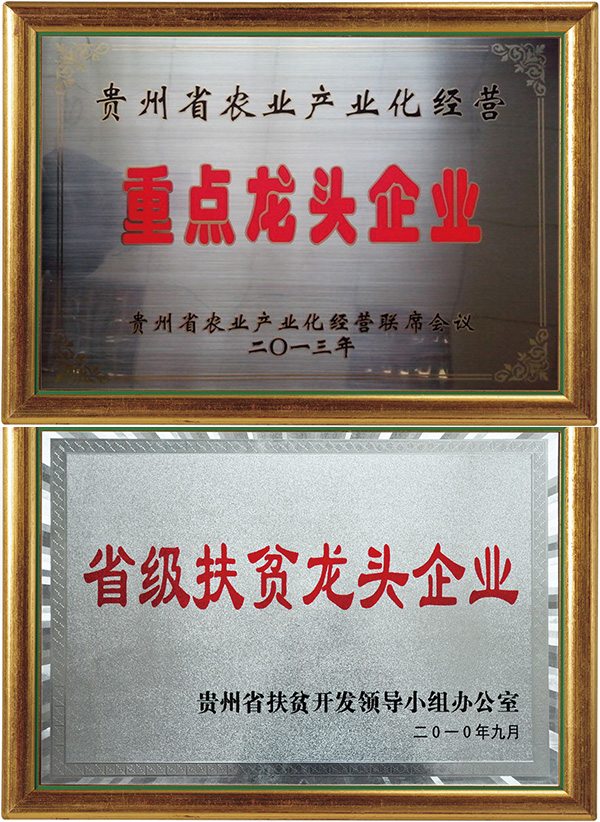 贵州省农业产业化经营
重点龙头企业
贵州省农业产业化经营联席会议
二〇一三年
省级扶贫龙头企业
贵州省扶贫开发领导小组办公室
二0一0年九月